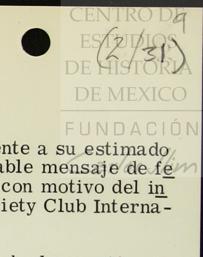 CENTRO DE
ESTUDIOS
DE HISTORIA
DE MEXICO
FUNDACIÓN
9
(2/31)
ente a su estimado
able mensaje de fe
con motivo del in
iety Club Interna-